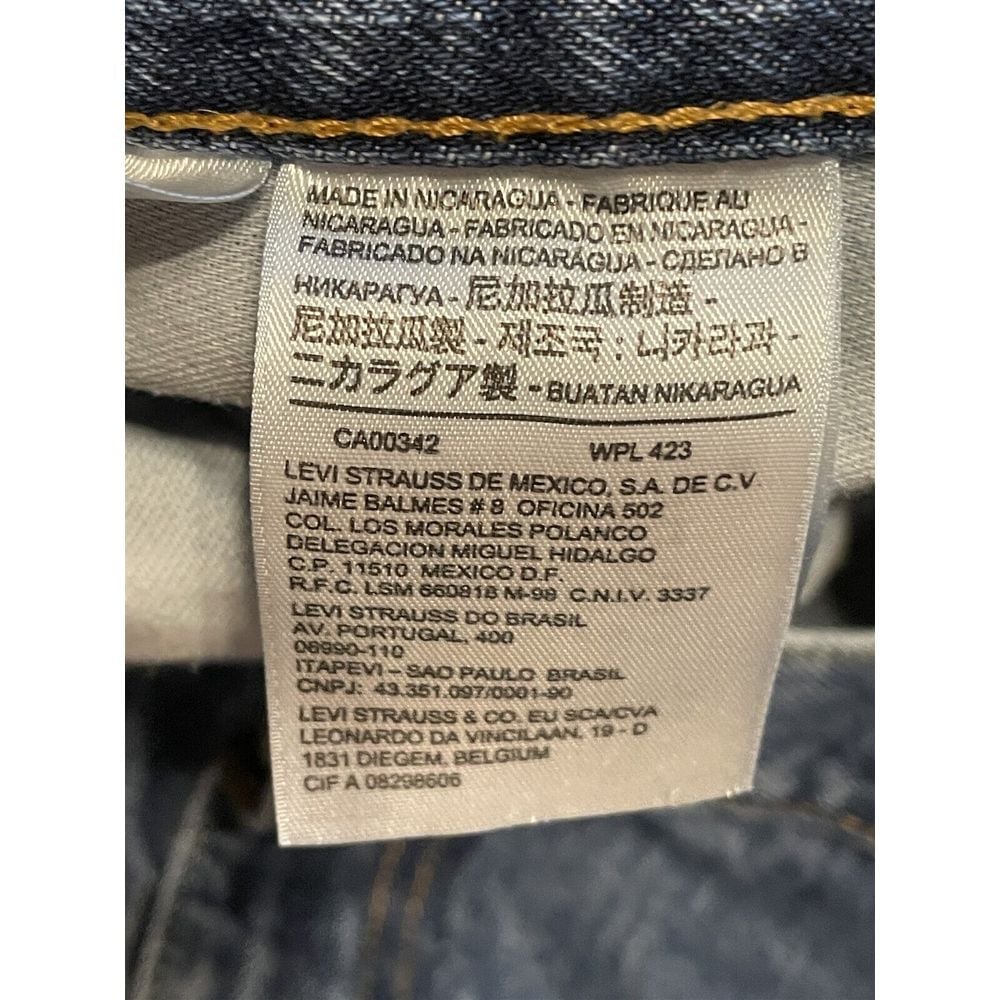 MADE IN NICARAGUA - FABRIQUE AU
NICARAGUA - FABRICADO EN NICARAGUA -
FABRICADO NA NICARAGUA - СДЕЛАНО В
НИКАРАГУА - 尼加拉瓜制造 -
尼加拉瓜製 - 제조국 : 니카라과 -
ニカラグア製 - BUATAN NIKARAGUA
CA00342 WPL 423
LEVI STRAUSS DE MEXICO, S.A. DE C.V.
JAIME BALMES # 8 OFICINA 502
COL. LOS MORALES POLANCO
DELEGACION MIGUEL HIDALGO
C.P. 11510 MEXICO D.F.
R.F.C. LSM 660818 M-98 C.N.I.V. 3337
LEVI STRAUSS DO BRASIL
AV. PORTUGAL, 400
06990-110
ITAPEVI – SAO PAULO BRASIL
CNPJ: 43.351.097/0001-90
LEVI STRAUSS & CO. EU SCA/CVA
LEONARDO DA VINCILAAN, 19 - D
1831 DIEGEM, BELGIUM
CIF A 08298606